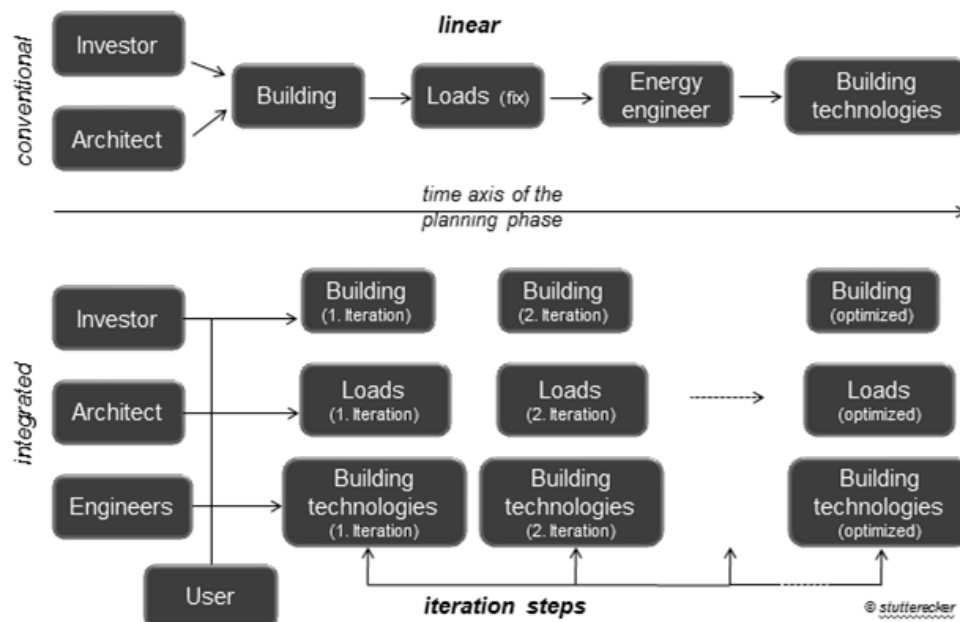 linear
conventional
Investor
Architect
Building
Loads (fix)
Energy
engineer
Building
technologies
time axis of the
planning phase
integrated
Investor
Architect
Engineers
User
Building
(1. Iteration)
Building
(2. Iteration)
Building
(optimized)
Loads
(1. Iteration)
Loads
(2. Iteration)
Loads
(optimized)
Building
technologies
(1. Iteration)
Building
technologies
(2. Iteration)
Building
technologies
(optimized)
iteration steps
© stutterecker